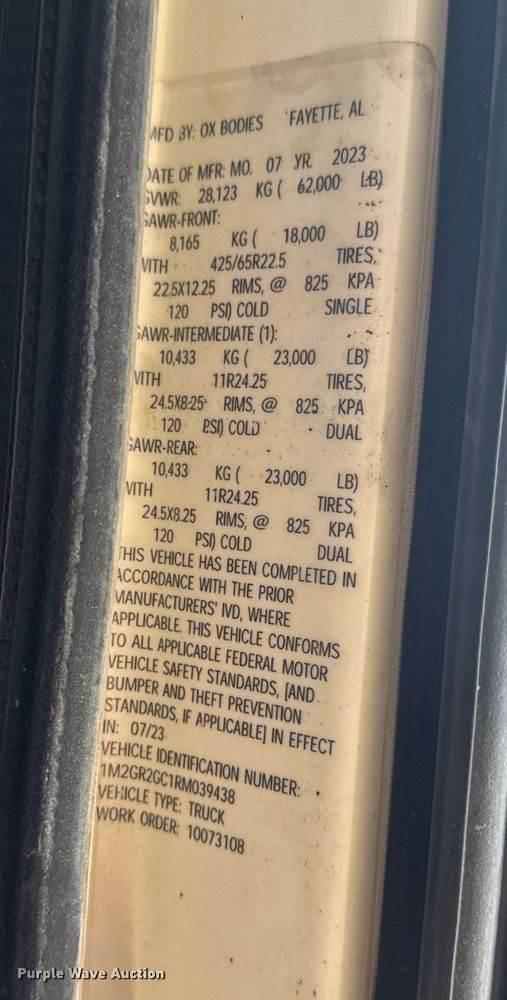 MFD BY: OX BODIES FAYETTE, AL
DATE OF MFR: MO. 07 YR. 2023
GVWR: 28,123 KG ( 62,000 LB)
GAWR-FRONT:
8,165 KG ( 18,000 LB)
WITH 425/65R22.5 TIRES,
22.5X12.25 RIMS, @ 825 KPA
120 PSI) COLD SINGLE
GAWR-INTERMEDIATE (1):
10,433 KG ( 23,000 LB)
WITH 11R24.25 TIRES,
24.5X8.25 RIMS, @ 825 KPA
120 PSI) COLD DUAL
GAWR-REAR:
10,433 KG ( 23,000 LB)
WITH 11R24.25 TIRES,
24.5X8.25 RIMS, @ 825 KPA
120 PSI) COLD DUAL
THIS VEHICLE HAS BEEN COMPLETED IN
ACCORDANCE WITH THE PRIOR
MANUFACTURERS' IVD, WHERE
APPLICABLE. THIS VEHICLE CONFORMS
TO ALL APPLICABLE FEDERAL MOTOR
VEHICLE SAFETY STANDARDS, [AND
BUMPER AND THEFT PREVENTION
STANDARDS, IF APPLICABLE] IN EFFECT
IN: 07/23
VEHICLE IDENTIFICATION NUMBER:
1M2GR2GC1RM039438
VEHICLE TYPE: TRUCK
WORK ORDER: 10073108
Purple Wave Auction